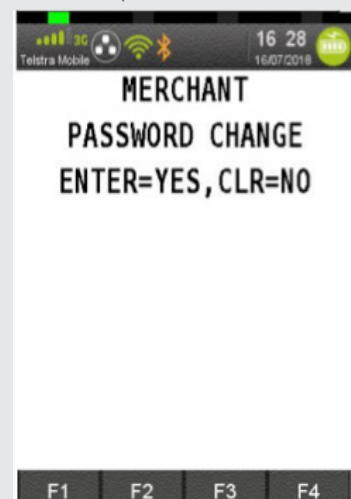 3G
16 28
Telstra Mobile
16/07/2018
MERCHANT
PASSWORD CHANGE
ENTER=YES,CLR=NO
F1 F2 F3 F4